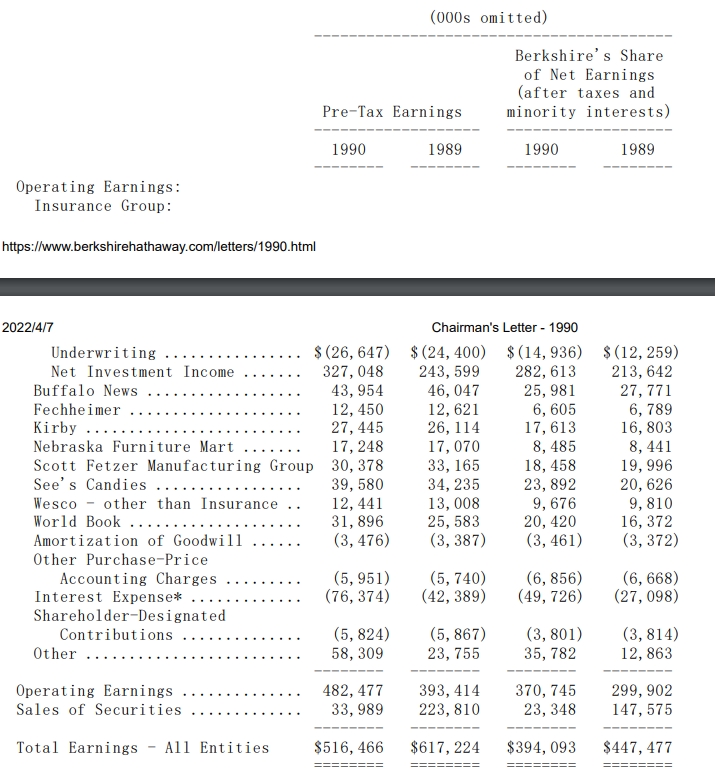 (000s omitted)
Berkshire's Share
of Net Earnings
(after taxes and
Pre-Tax Earnings minority interests)
1990 1989 1990 1989
Operating Earnings:
Insurance Group:
https://www.berkshirehathaway.com/letters/1990.html
2022/4/7 Chairman's Letter - 1990
Underwriting ................ $(26,647) $(24,400) $(14,936) $(12,259)
Net Investment Income ....... 327,048 243,599 282,613 213,642
Buffalo News .................. 43,954 46,047 25,981 27,771
Fechheimer .................... 12,450 12,621 6,605 6,789
Kirby ......................... 27,445 26,114 17,613 16,803
Nebraska Furniture Mart ....... 17,248 17,070 8,485 8,441
Scott Fetzer Manufacturing Group 30,378 33,165 18,458 19,996
See's Candies ................. 39,580 34,235 23,892 20,626
Wesco - other than Insurance .. 12,441 13,008 9,676 9,810
World Book .................... 31,896 25,583 20,420 16,372
Amortization of Goodwill ...... (3,476) (3,387) (3,461) (3,372)
Other Purchase-Price
Accounting Charges ......... (5,951) (5,740) (6,856) (6,668)
Interest Expense* ............. (76,374) (42,389) (49,726) (27,098)
Shareholder-Designated
Contributions .............. (5,824) (5,867) (3,801) (3,814)
Other ......................... 58,309 23,755 35,782 12,863
Operating Earnings .............. 482,477 393,414 370,745 299,902
Sales of Securities ............. 33,989 223,810 23,348 147,575
Total Earnings - All Entities $516,466 $617,224 $394,093 $447,477